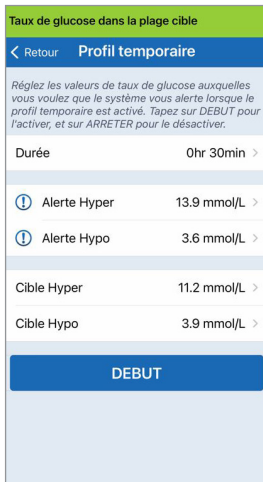 Taux de glucose dans la plage cible
Retour Profil temporaire
Réglez les valeurs de taux de glucose auxquelles
vous voulez que le système vous alerte lorsque le
profil temporaire est activé. Tapez sur DEBUT pour
l'activer, et sur ARRETER pour le désactiver.
Durée 0hr 30min
Alerte Hyper 13.9 mmol/L
Alerte Hypo 3.6 mmol/L
Cible Hyper 11.2 mmol/L
Cible Hypo 3.9 mmol/L
DEBUT